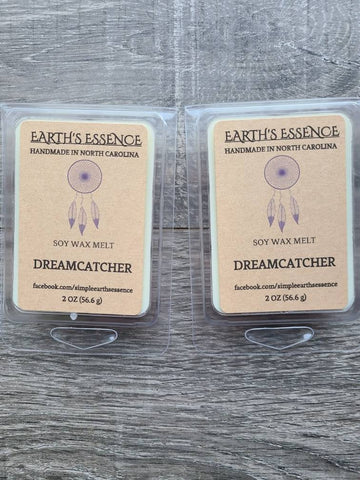 EARTH'S ESSENCE
HANDMADE IN NORTH CAROLINA
SOY WAX MELT
DREAMCATCHER
facebook.com/simpleearthsessence
2 OZ (56.6 g)
EARTH'S ESSENCE
HANDMADE IN NORTH CAROLINA
SOY WAX MELT
DREAMCATCHER
facebook.com/simpleearthsessence
2 OZ (56.6 g)